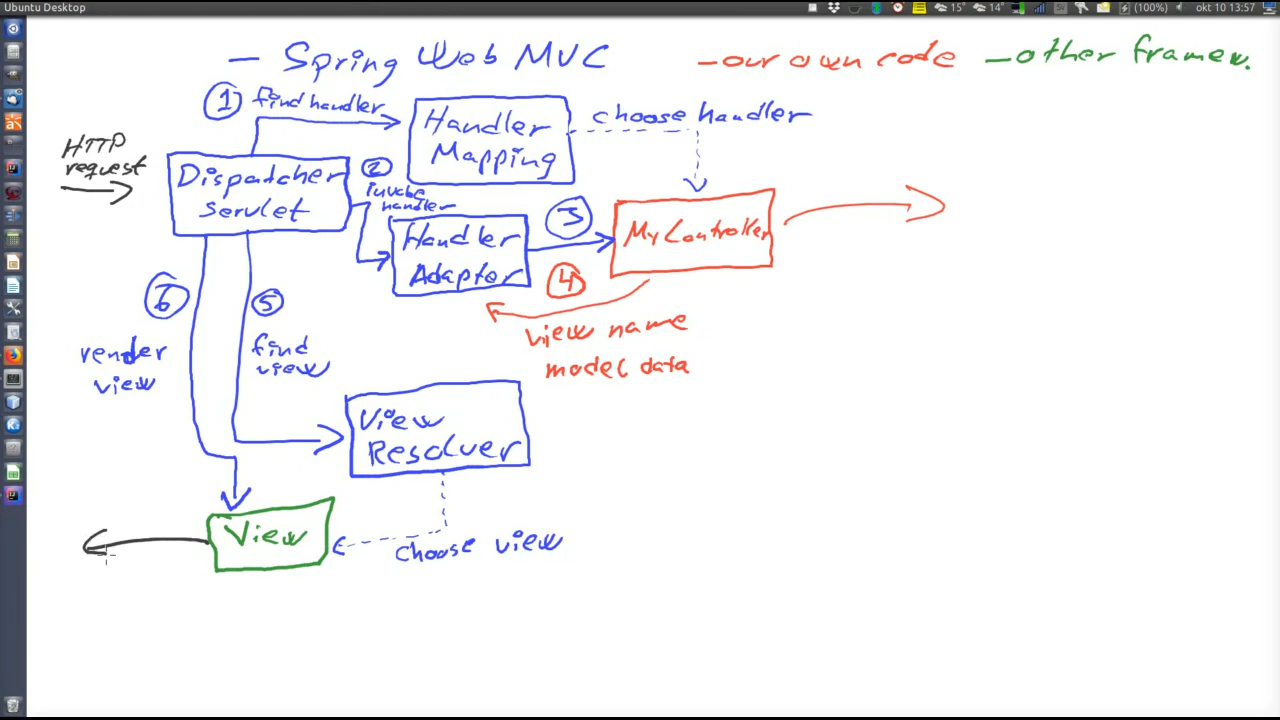 Ubuntu Desktop
15° 14° (100%) okt 10 13:57
- Spring Web MVC
- our own code
- other framew.
1 find handler
Handler
Mapping
choose handler
HTTP
request
Dispatcher
Servlet
2
invoke
handler
Handler
Adapter
3
MyController
4
view name
model data
6
render
view
5
find
view
View
Resolver
View
choose view